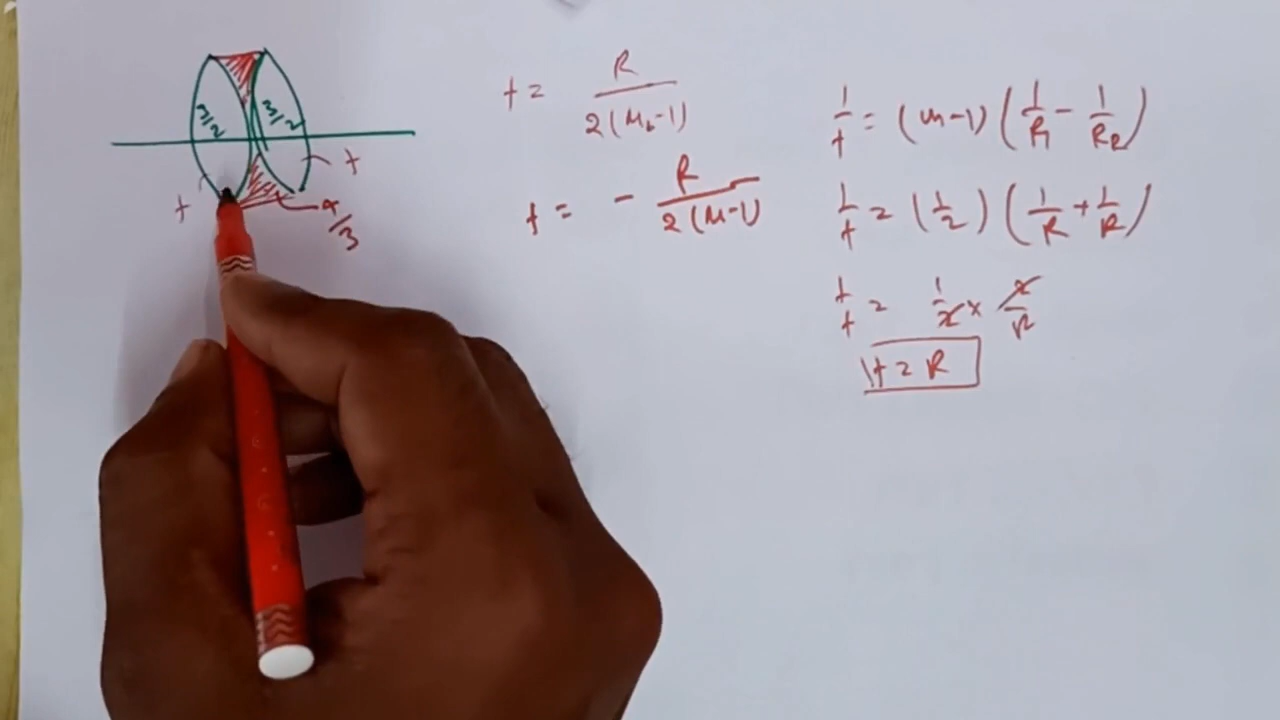 3/2 3/2
f
f
4/3
f = R / 2(μ₂-1)
f = - R / 2(μ-1)
1/f = (μ-1) (1/R1 - 1/R2)
1/f = (1/2) (1/R + 1/R)
1/f = 1/2 × 2/R
f = R